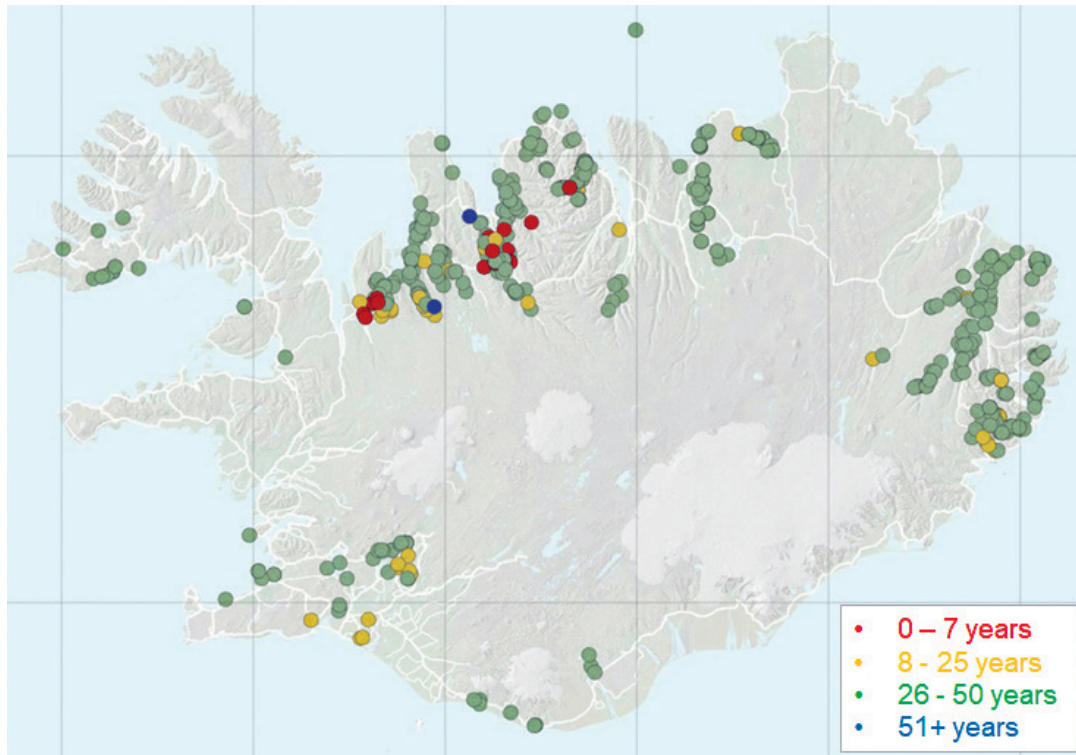 • 0 – 7 years
• 8 - 25 years
• 26 - 50 years
• 51+ years